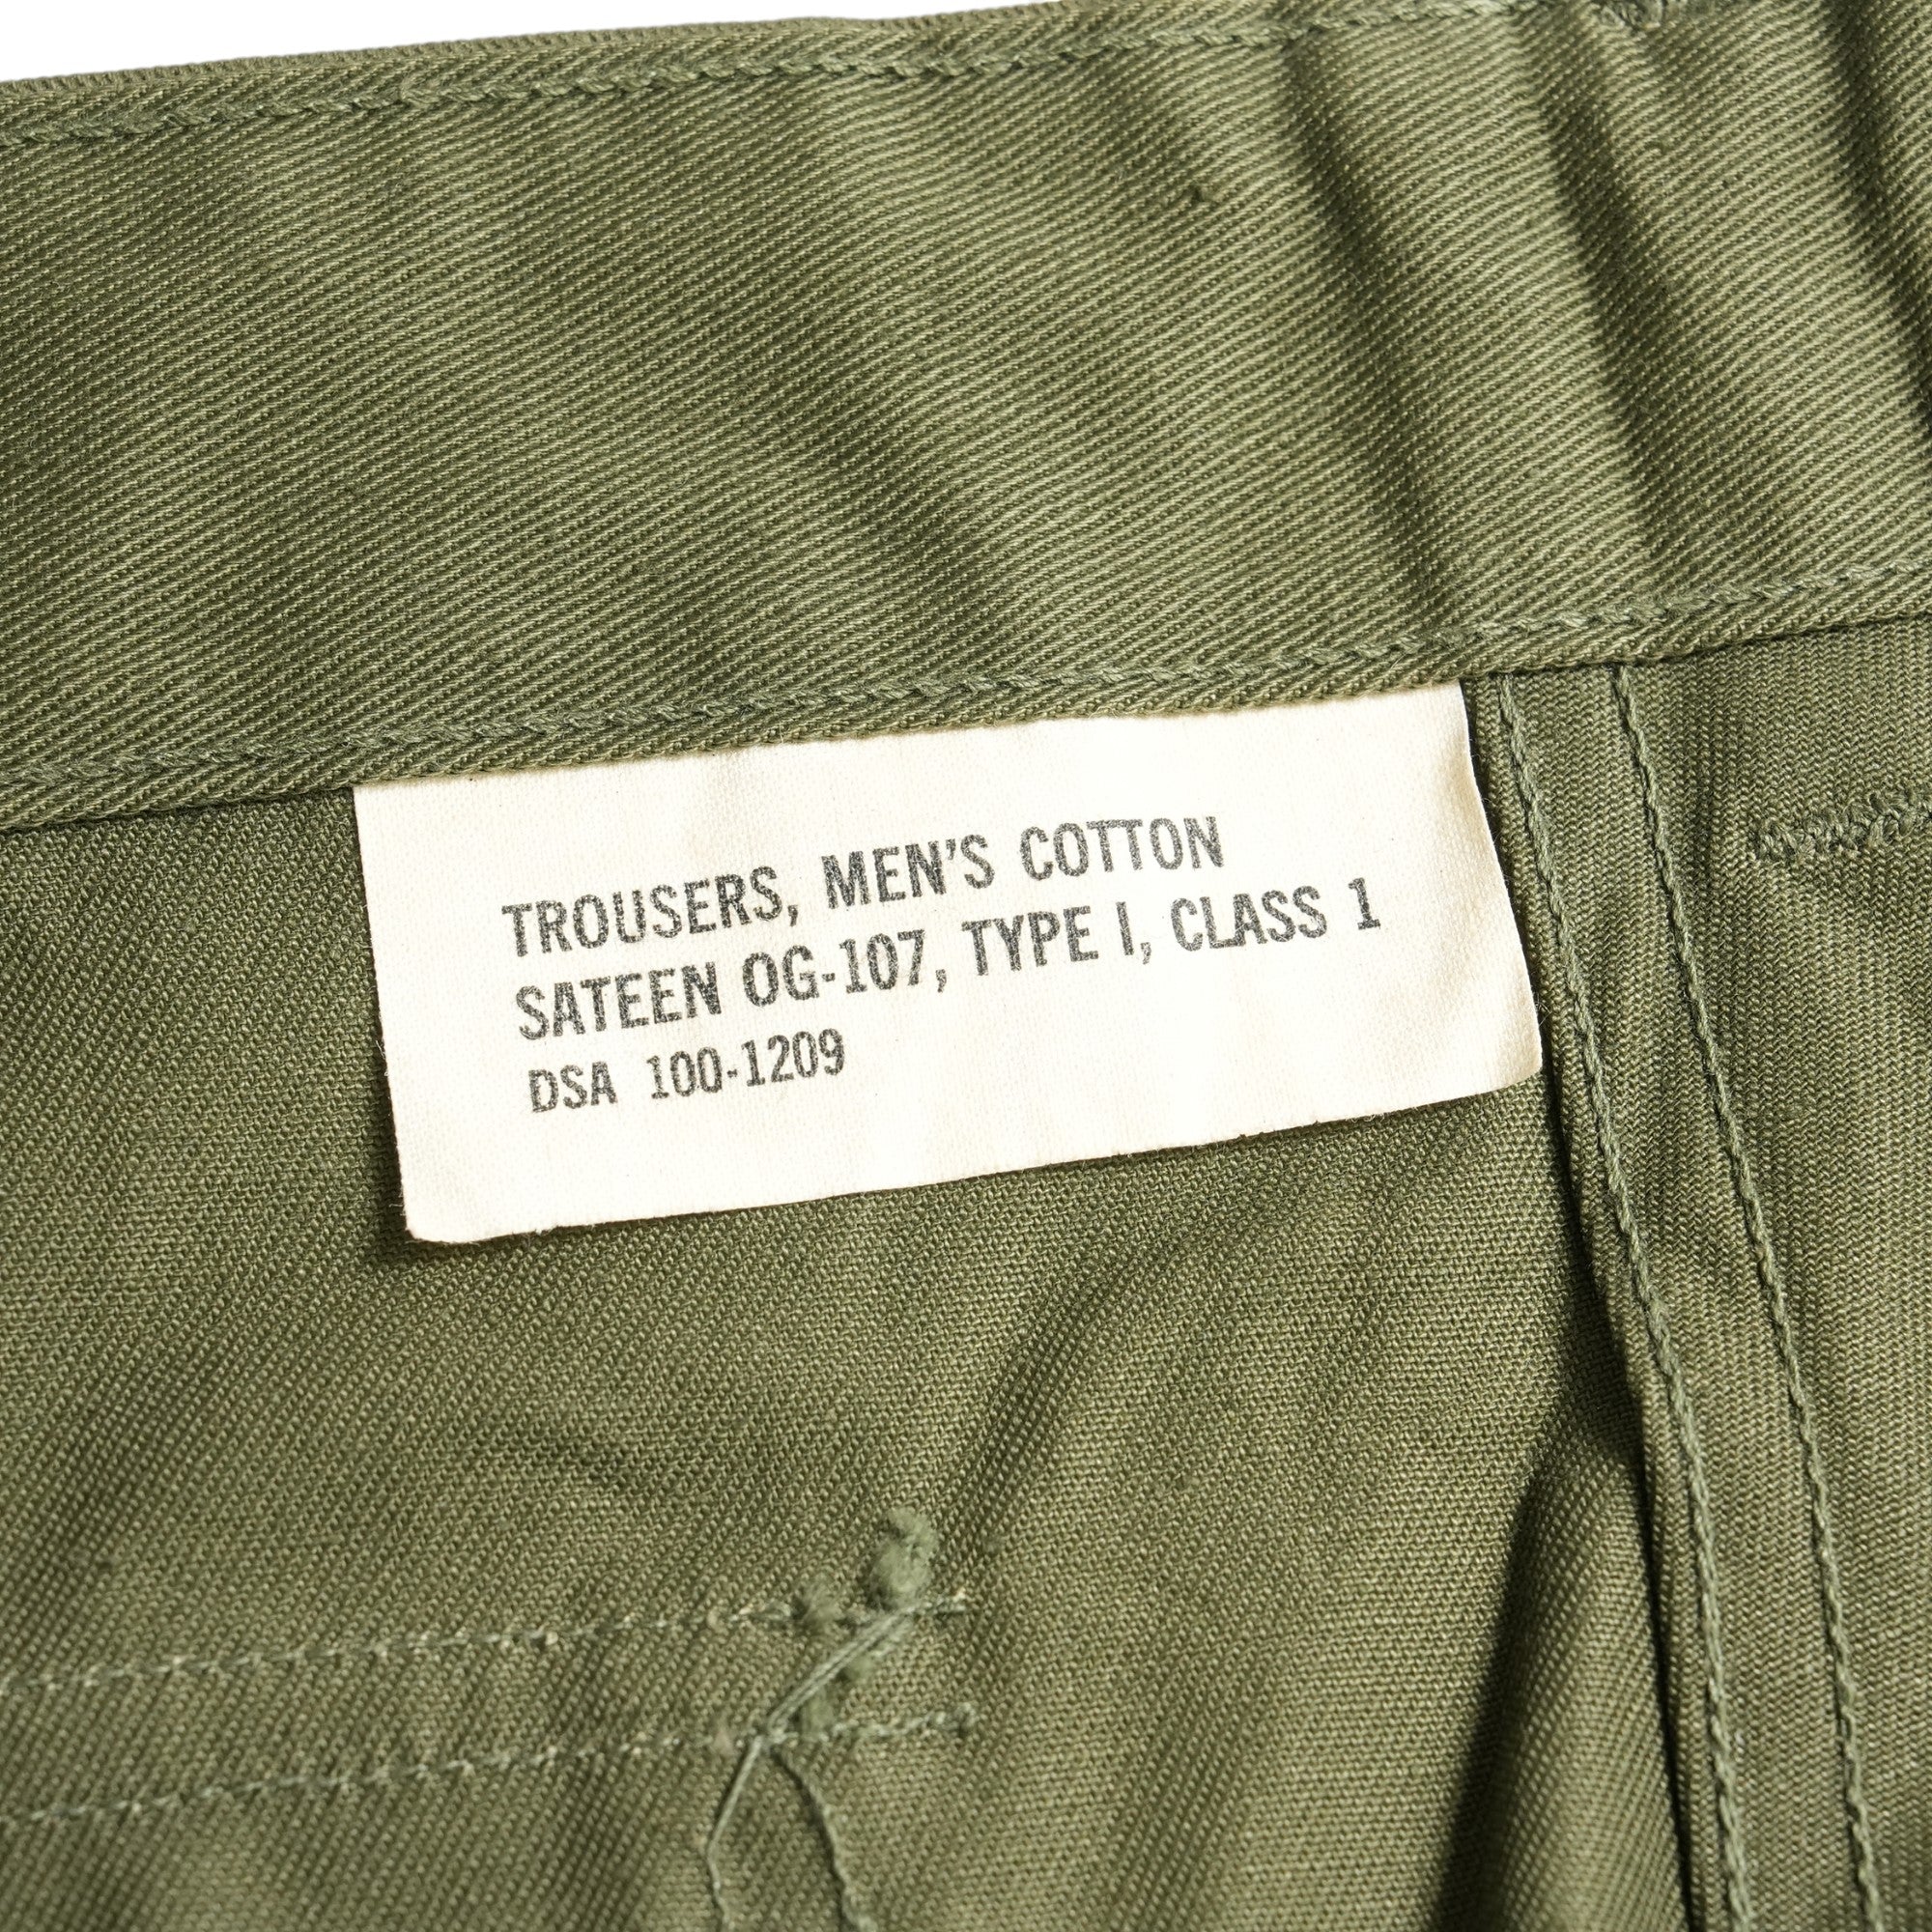 TROUSERS, MEN'S COTTON
SATEEN OG-107, TYPE I, CLASS 1
DSA 100-1209